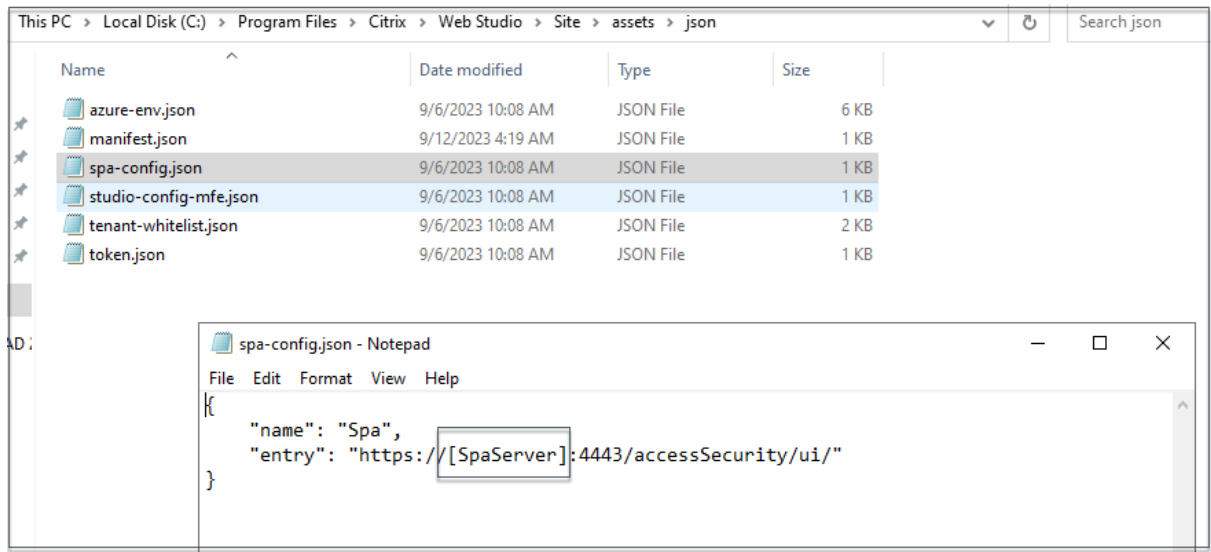 This PC > Local Disk (C:) > Program Files > Citrix > Web Studio > Site > assets > json
Search json
Name Date modified Type Size
azure-env.json 9/6/2023 10:08 AM JSON File 6 KB
manifest.json 9/12/2023 4:19 AM JSON File 1 KB
spa-config.json 9/6/2023 10:08 AM JSON File 1 KB
studio-config-mfe.json 9/6/2023 10:08 AM JSON File 1 KB
tenant-whitelist.json 9/6/2023 10:08 AM JSON File 2 KB
token.json 9/6/2023 10:08 AM JSON File 1 KB
spa-config.json - Notepad
File Edit Format View Help
{
"name": "Spa",
"entry": "https://[SpaServer]:4443/accessSecurity/ui/"
}